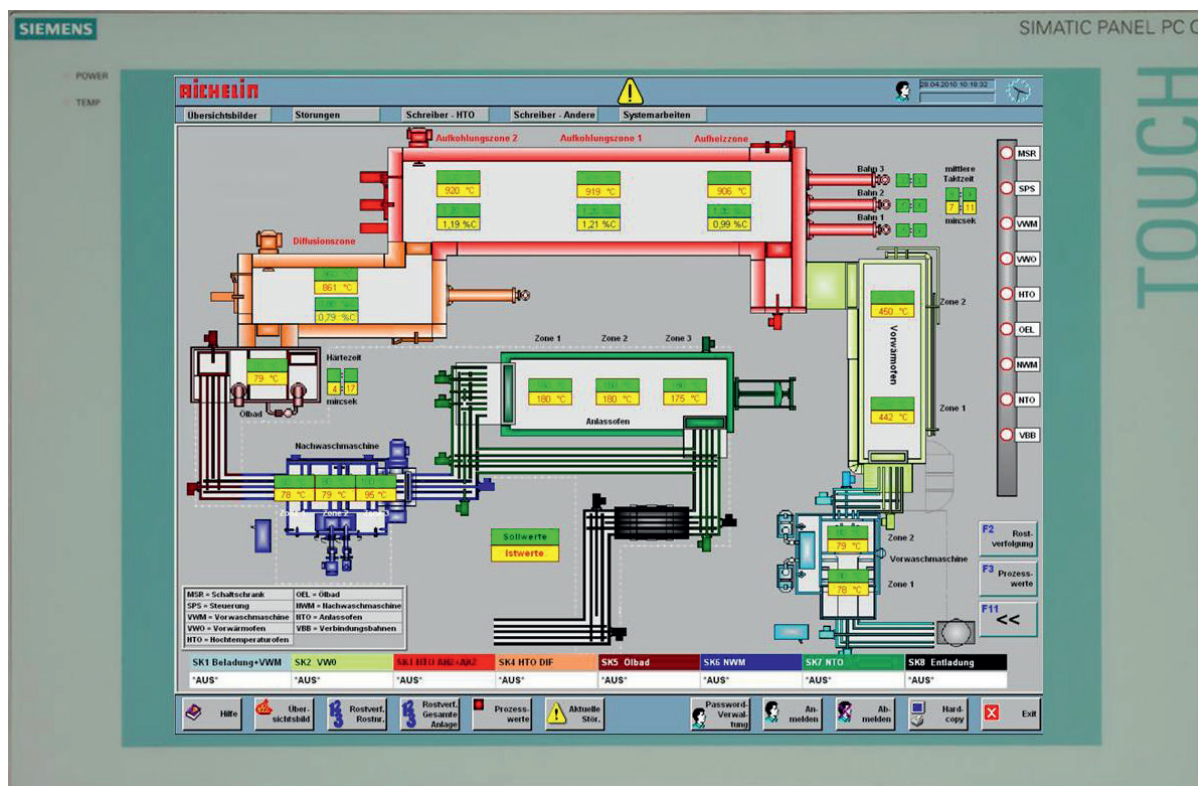 SIEMENS
SIMATIC PANEL PC
POWER
TEMP
TOUCH
AICHELIN
28.04.2010 10:18:32
Übersichtsbilder
Störungen
Schreiber - HTO
Schreiber - Andere
Systemarbeiten
Aufkohlungszone 2
Aufkohlungszone 1
Aufheizzone
920 °C
919 °C
906 °C
1,19 %C
1,21 %C
0,99 %C
Bahn 3
Bahn 2
Bahn 1
mittlere
Taktzeit
7 : 11
mircsek
MSR
SPS
VWM
VWO
HTO
OEL
NWM
NTO
VBB
Diffusionszone
861 °C
0,79 %C
79 °C
Härtezeit
4 : 17
mircsek
Ölbad
Zone 1
Zone 2
Zone 3
180 °C
180 °C
175 °C
Anlassofen
Zone 2
450 °C
Vorwärmofen
442 °C
Zone 1
Nachwaschmaschine
78 °C
79 °C
95 °C
Zone 2
Sollwerte
Istwerte
79 °C
Zone 2
Vorwaschmaschine
78 °C
Zone 1
F2
Rost-
verfolgung
F3
Prozess-
werte
F11
<<
MSR = Schaltschrank
OEL = Ölbad
SPS = Steuerung
NWM = Nachwaschmaschine
VWM = Vorwaschmaschine
HTO = Anlassofen
VWO = Vorwärmofen
VBB = Verbindungsbahnen
HTO = Hochtemperaturofen
SK1 Beladung+VWM
SK2 VWO
SK4 HTO DIF
SK5 Ölbad
SK6 NWM
SK7 NTO
SK8 Entladung
*AUS*
*AUS*
*AUS*
*AUS*
*AUS*
*AUS*
*AUS*
*AUS*
Hilfe
Über-
sichtsbild
Rostverf.
Rostnr.
Rostverf.
Gesamte
Anlage
Prozess-
werte
Aktuelle
Stör.
Password-
Verwal-
tung
An-
melden
Ab-
melden
Hard-
copy
Exit